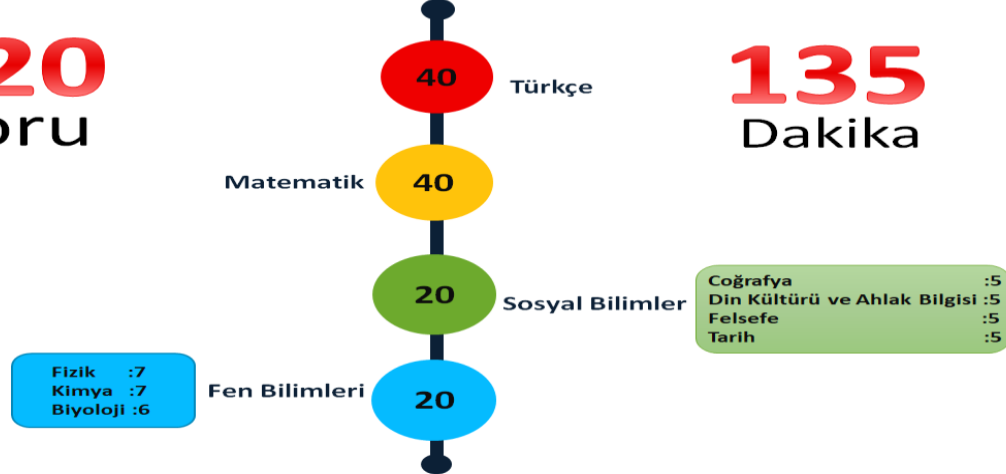 20
oru
40
Türkçe
135
Dakika
Matematik
40
20
Sosyal Bilimler
Coğrafya :5
Din Kültürü ve Ahlak Bilgisi :5
Felsefe :5
Tarih :5
Fizik :7
Kimya :7
Biyoloji :6
Fen Bilimleri
20